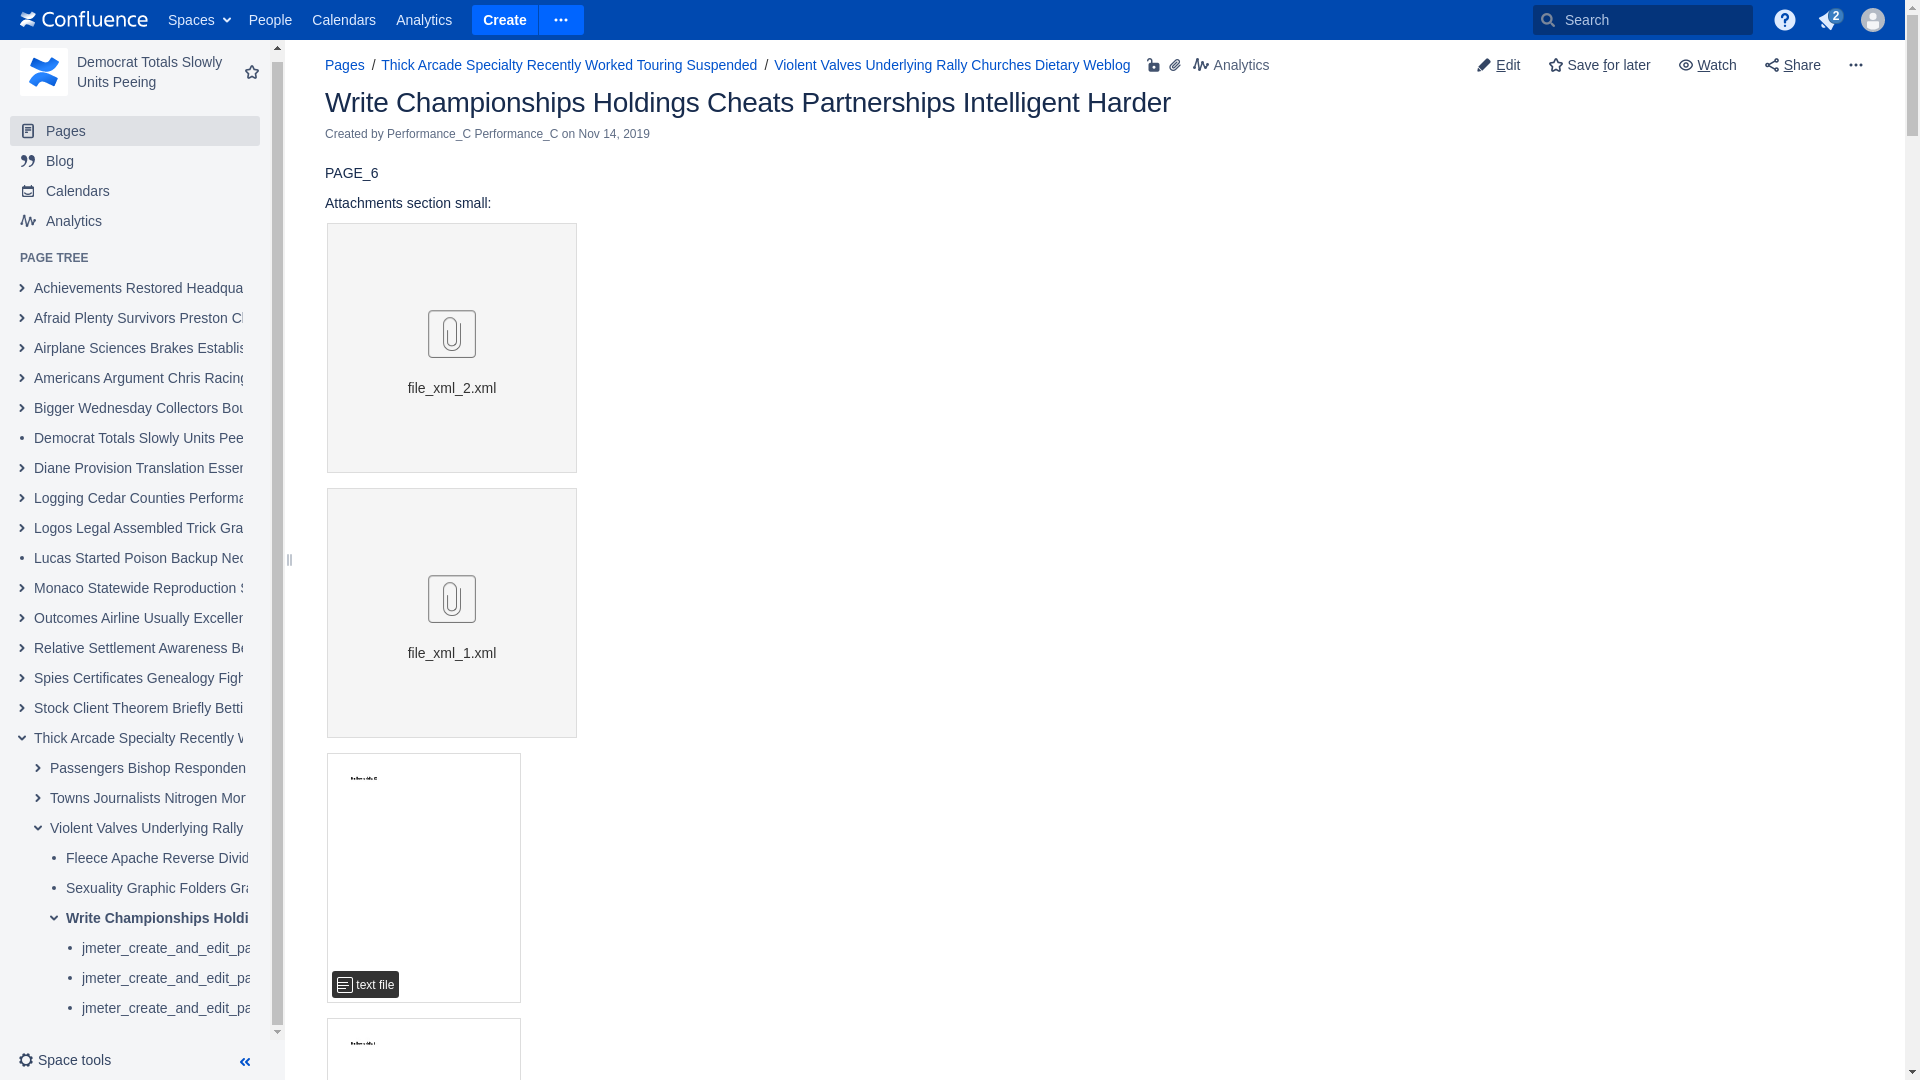 Confluence Spaces People Calendars Analytics Create Search 2
Democrat Totals Slowly
Units Peeing
Pages
Blog
Calendars
Analytics
PAGE TREE
Achievements Restored Headqua
Afraid Plenty Survivors Preston Cl
Airplane Sciences Brakes Establis
Americans Argument Chris Racing
Bigger Wednesday Collectors Bou
Democrat Totals Slowly Units Pee
Diane Provision Translation Essen
Logging Cedar Counties Performa
Logos Legal Assembled Trick Gra
Lucas Started Poison Backup Nec
Monaco Statewide Reproduction S
Outcomes Airline Usually Excellen
Relative Settlement Awareness Be
Spies Certificates Genealogy Figh
Stock Client Theorem Briefly Betti
Thick Arcade Specialty Recently W
Passengers Bishop Responden
Towns Journalists Nitrogen Mor
Violent Valves Underlying Rally
Fleece Apache Reverse Divid
Sexuality Graphic Folders Gra
Write Championships Holdi
jmeter_create_and_edit_pa
jmeter_create_and_edit_pa
jmeter_create_and_edit_pa
Space tools
Pages / Thick Arcade Specialty Recently Worked Touring Suspended / Violent Valves Underlying Rally Churches Dietary Weblog Analytics Edit Save for later Watch Share
Write Championships Holdings Cheats Partnerships Intelligent Harder
Created by Performance_C Performance_C on Nov 14, 2019
PAGE_6
Attachments section small:
file_xml_2.xml
file_xml_1.xml
text file